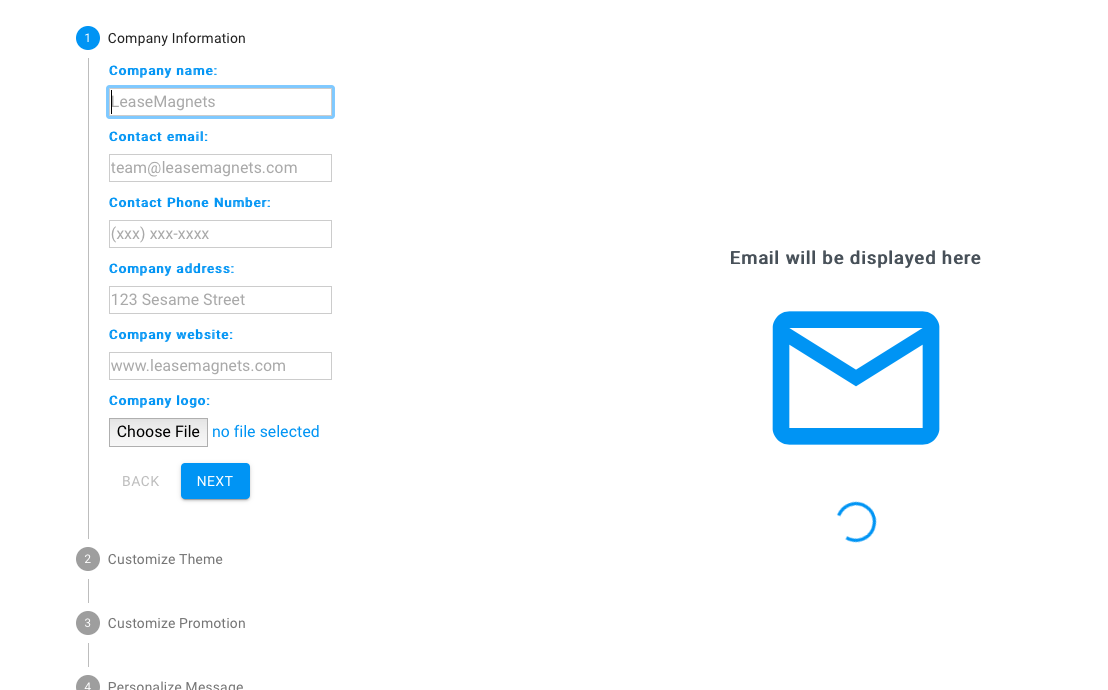 1 Company Information
Company name:
LeaseMagnets
Contact email:
team@leasemagnets.com
Contact Phone Number:
(xxx) xxx-xxxx
Company address:
123 Sesame Street
Company website:
www.leasemagnets.com
Company logo:
Choose File no file selected
BACK NEXT
2 Customize Theme
3 Customize Promotion
4 Personalize Message
Email will be displayed here